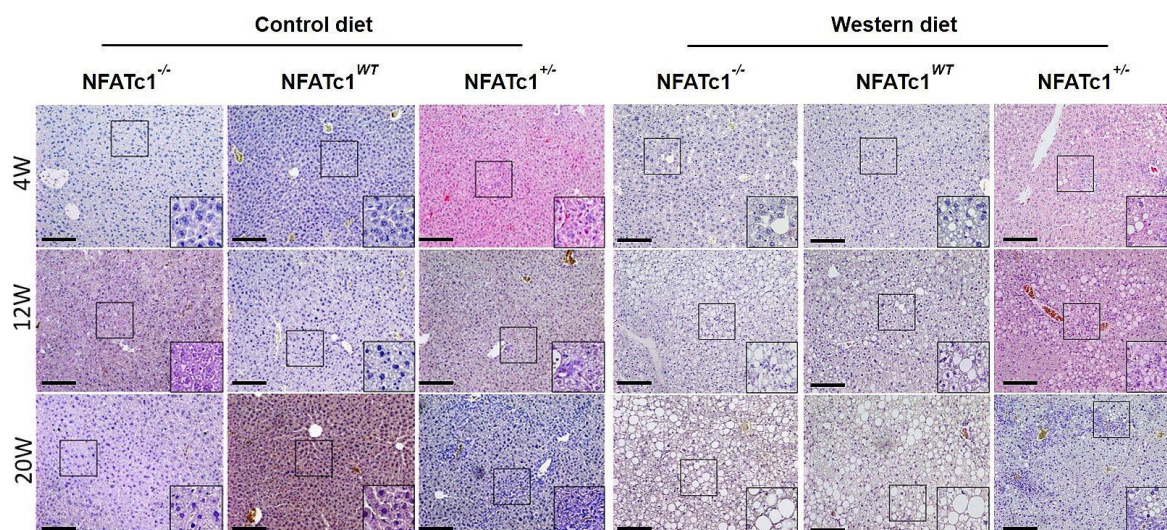 Control diet Western diet
NFATc1-/- NFATc1WT NFATc1+/- NFATc1-/- NFATc1WT NFATc1+/-
4W
12W
20W